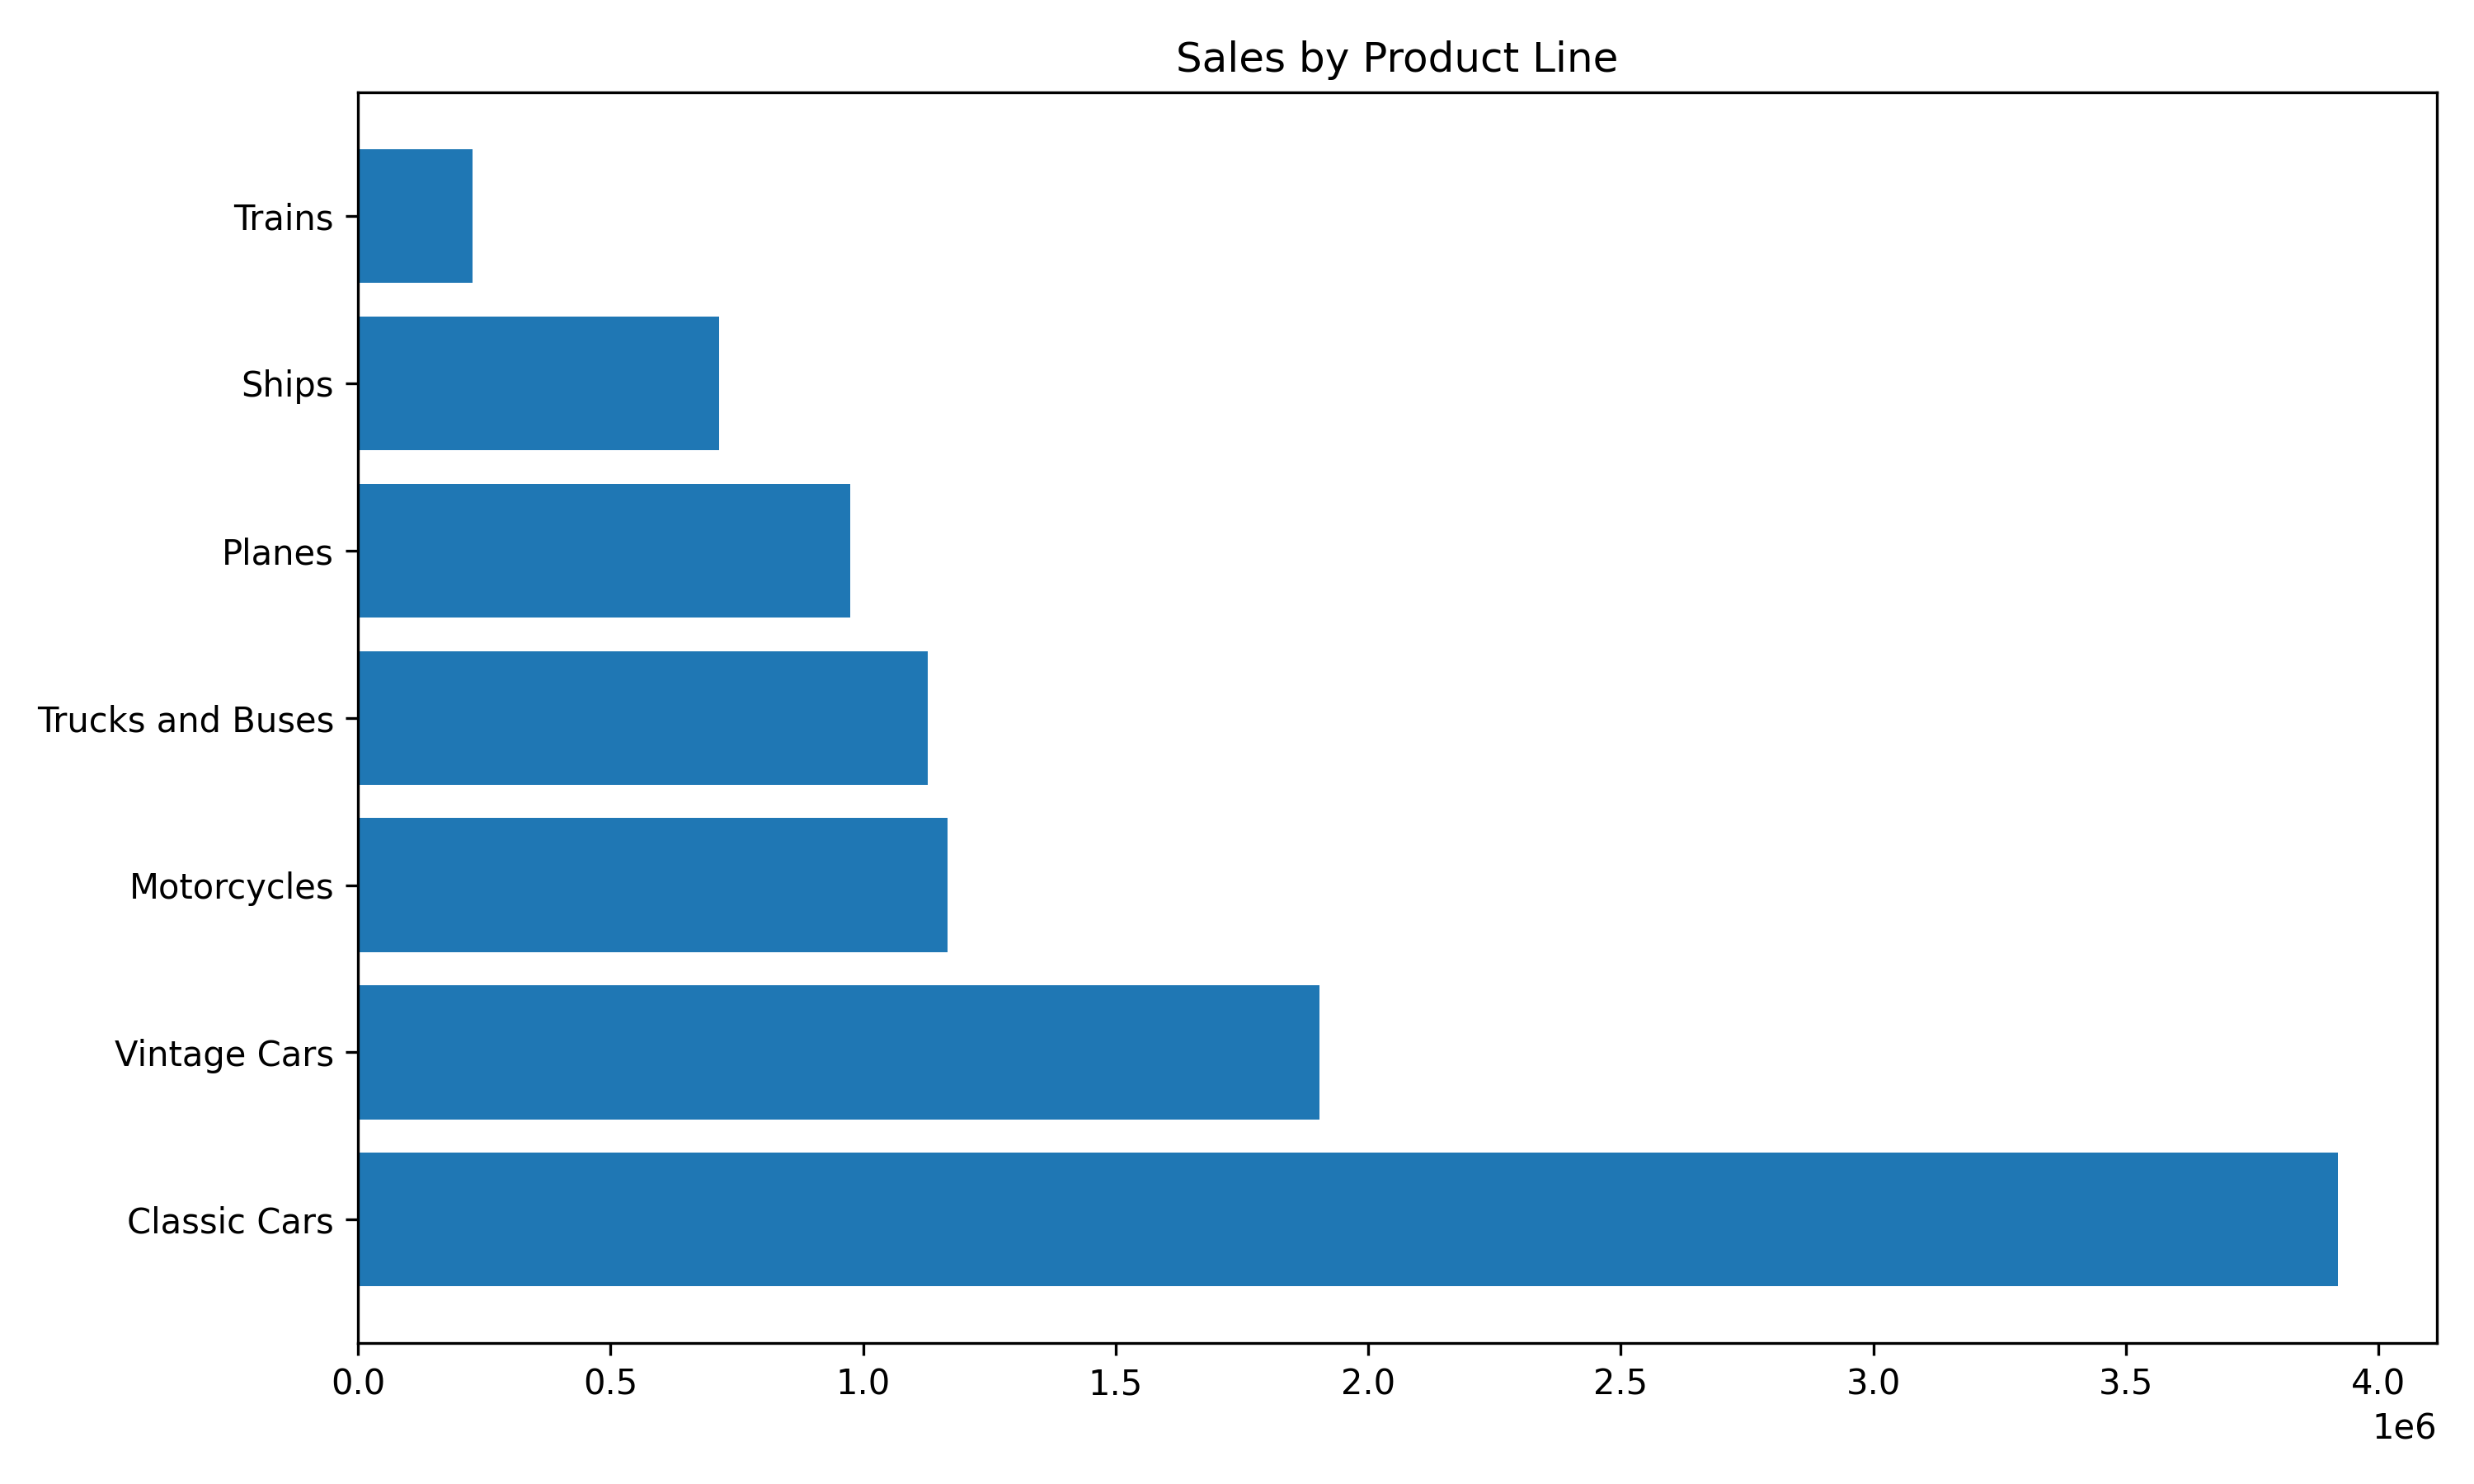 Sales by Product Line
Trains
Ships
Planes
Trucks and Buses
Motorcycles
Vintage Cars
Classic Cars
0.0 0.5 1.0 1.5 2.0 2.5 3.0 3.5 4.0
1e6